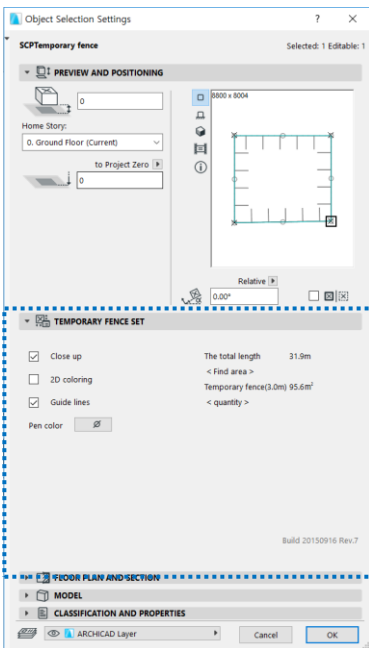 Object Selection Settings
SCPTemporary fence
Selected: 1 Editable: 1
PREVIEW AND POSITIONING
0
Home Story:
0. Ground Floor (Current)
to Project Zero
0
8800 x 8004
Relative
0.00°
TEMPORARY FENCE SET
Close up
2D coloring
Guide lines
Pen color
The total length 31.9m
< Find area >
Temporary fence(3.0m) 95.6m²
< quantity >
Build 20150916 Rev.7
FLOOR PLAN AND SECTION
MODEL
CLASSIFICATION AND PROPERTIES
ARCHICAD Layer
Cancel
OK